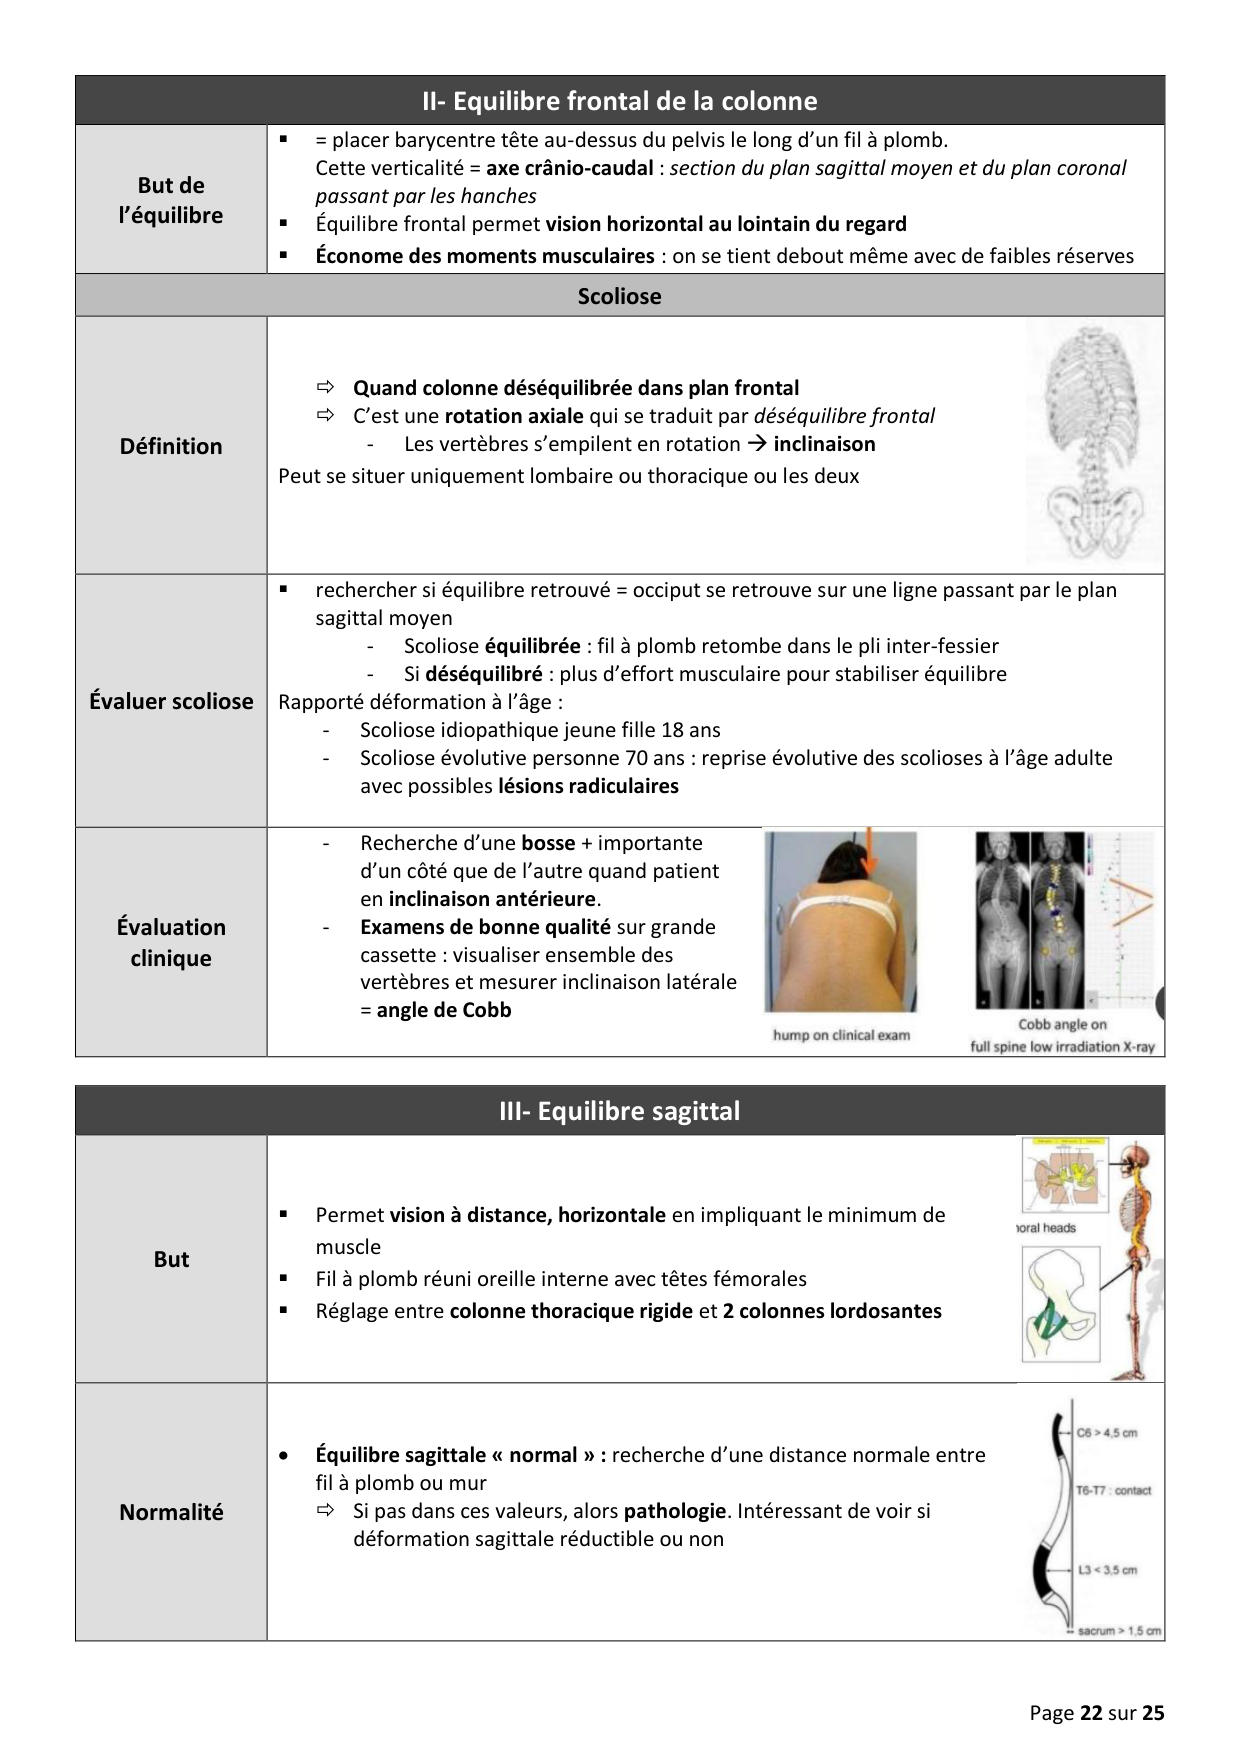 II- Equilibre frontal de la colonne
But de
l’équilibre
▪ = placer barycentre tête au-dessus du pelvis le long d’un fil à plomb.
Cette verticalité = axe crânio-caudal : section du plan sagittal moyen et du plan coronal
passant par les hanches
▪ Équilibre frontal permet vision horizontal au lointain du regard
▪ Économe des moments musculaires : on se tient debout même avec de faibles réserves
Scoliose
Définition
⇨ Quand colonne déséquilibrée dans plan frontal
⇨ C’est une rotation axiale qui se traduit par déséquilibre frontal
- Les vertèbres s’empilent en rotation → inclinaison
Peut se situer uniquement lombaire ou thoracique ou les deux
Évaluer scoliose
▪ rechercher si équilibre retrouvé = occiput se retrouve sur une ligne passant par le plan
sagittal moyen
- Scoliose équilibrée : fil à plomb retombe dans le pli inter-fessier
- Si déséquilibré : plus d’effort musculaire pour stabiliser équilibre
Rapporté déformation à l’âge :
- Scoliose idiopathique jeune fille 18 ans
- Scoliose évolutive personne 70 ans : reprise évolutive des scolioses à l’âge adulte
avec possibles lésions radiculaires
Évaluation
clinique
- Recherche d’une bosse + importante
d’un côté que de l’autre quand patient
en inclinaison antérieure.
- Examens de bonne qualité sur grande
cassette : visualiser ensemble des
vertèbres et mesurer inclinaison latérale
= angle de Cobb
hump on clinical exam
Cobb angle on
full spine low irradiation X-ray
III- Equilibre sagittal
But
▪ Permet vision à distance, horizontale en impliquant le minimum de
muscle
▪ Fil à plomb réuni oreille interne avec têtes fémorales
▪ Réglage entre colonne thoracique rigide et 2 colonnes lordosantes
noral heads
Normalité
• Équilibre sagittale « normal » : recherche d’une distance normale entre
fil à plomb ou mur
⇨ Si pas dans ces valeurs, alors pathologie. Intéressant de voir si
déformation sagittale réductible ou non
C6 > 4,5 cm
T6-T7 : contact
L3 < 3,5 cm
sacrum > 1,5 cm
Page 22 sur 25